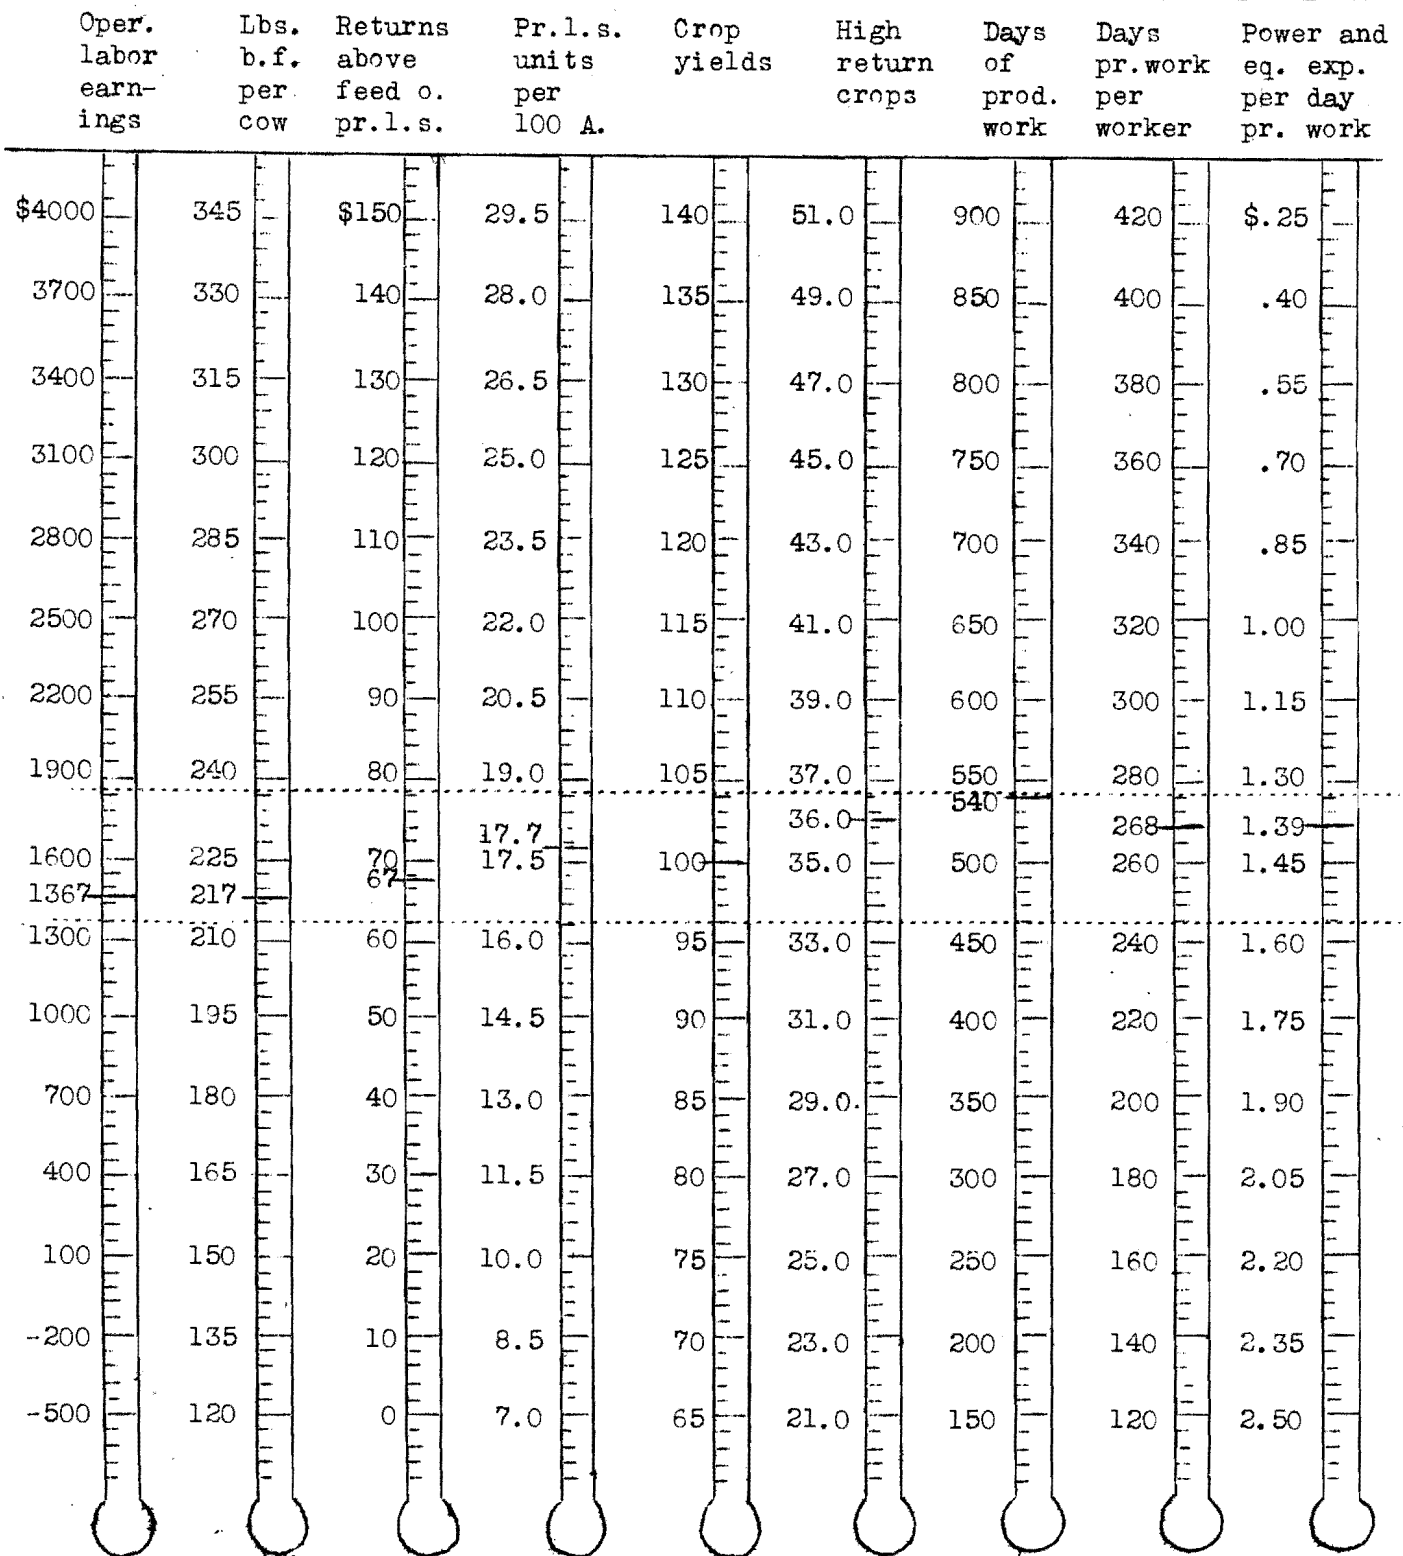 Oper. Lbs. Returns Pr.l.s. Crop High Days Days Power and
labor b.f. above units yields return of pr.work eq. exp.
earn- per feed o. per crops prod. per per day
ings cow pr.l.s. 100 A. work worker pr. work
$4000 345 $150 29.5 140 51.0 900 420 $.25
3700 330 140 28.0 135 49.0 850 400 .40
3400 315 130 26.5 130 47.0 800 380 .55
3100 300 120 25.0 125 45.0 750 360 .70
2800 285 110 23.5 120 43.0 700 340 .85
2500 270 100 22.0 115 41.0 650 320 1.00
2200 255 90 20.5 110 39.0 600 300 1.15
1900 240 80 19.0 105 37.0 550 280 1.30
540
17.7 36.0 268 1.39
1600 225 70 17.5 100 35.0 500 260 1.45
1367 217 67
1300 210 60 16.0 95 33.0 450 240 1.60
1000 195 50 14.5 90 31.0 400 220 1.75
700 180 40 13.0 85 29.0. 350 200 1.90
400 165 30 11.5 80 27.0 300 180 2.05
100 150 20 10.0 75 25.0 250 160 2.20
-200 135 10 8.5 70 23.0 200 140 2.35
-500 120 0 7.0 65 21.0 150 120 2.50